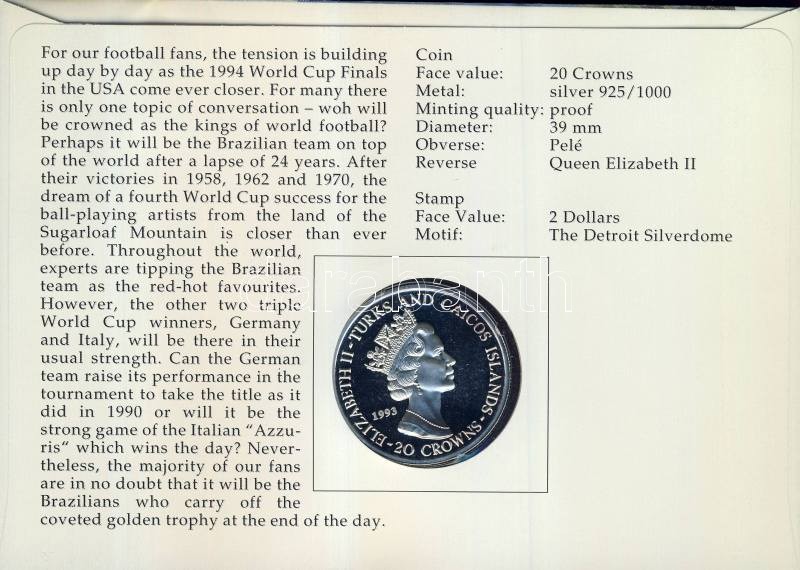 For our football fans, the tension is building
up day by day as the 1994 World Cup Finals
in the USA come ever closer. For many there
is only one topic of conversation – woh will
be crowned as the kings of world football?
Perhaps it will be the Brazilian team on top
of the world after a lapse of 24 years. After
their victories in 1958, 1962 and 1970, the
dream of a fourth World Cup success for the
ball-playing artists from the land of the
Sugarloaf Mountain is closer than ever
before. Throughout the world,
experts are tipping the Brazilian
team as the red-hot favourites.
However, the other two triple
World Cup winners, Germany
and Italy, will be there in their
usual strength. Can the German
team raise its performance in the
tournament to take the title as it
did in 1990 or will it be the
strong game of the Italian "Azzu-
ris" which wins the day? Never-
theless, the majority of our fans
are in no doubt that it will be the
Brazilians who carry off the
coveted golden trophy at the end of the day.
Coin
Face value: 20 Crowns
Metal: silver 925/1000
Minting quality: proof
Diameter: 39 mm
Obverse: Pelé
Reverse Queen Elizabeth II
Stamp
Face Value: 2 Dollars
Motif: The Detroit Silverdome
ELIZABETH II - TURKS AND CAICOS ISLANDS -
1993
20 CROWNS
darabanth.com